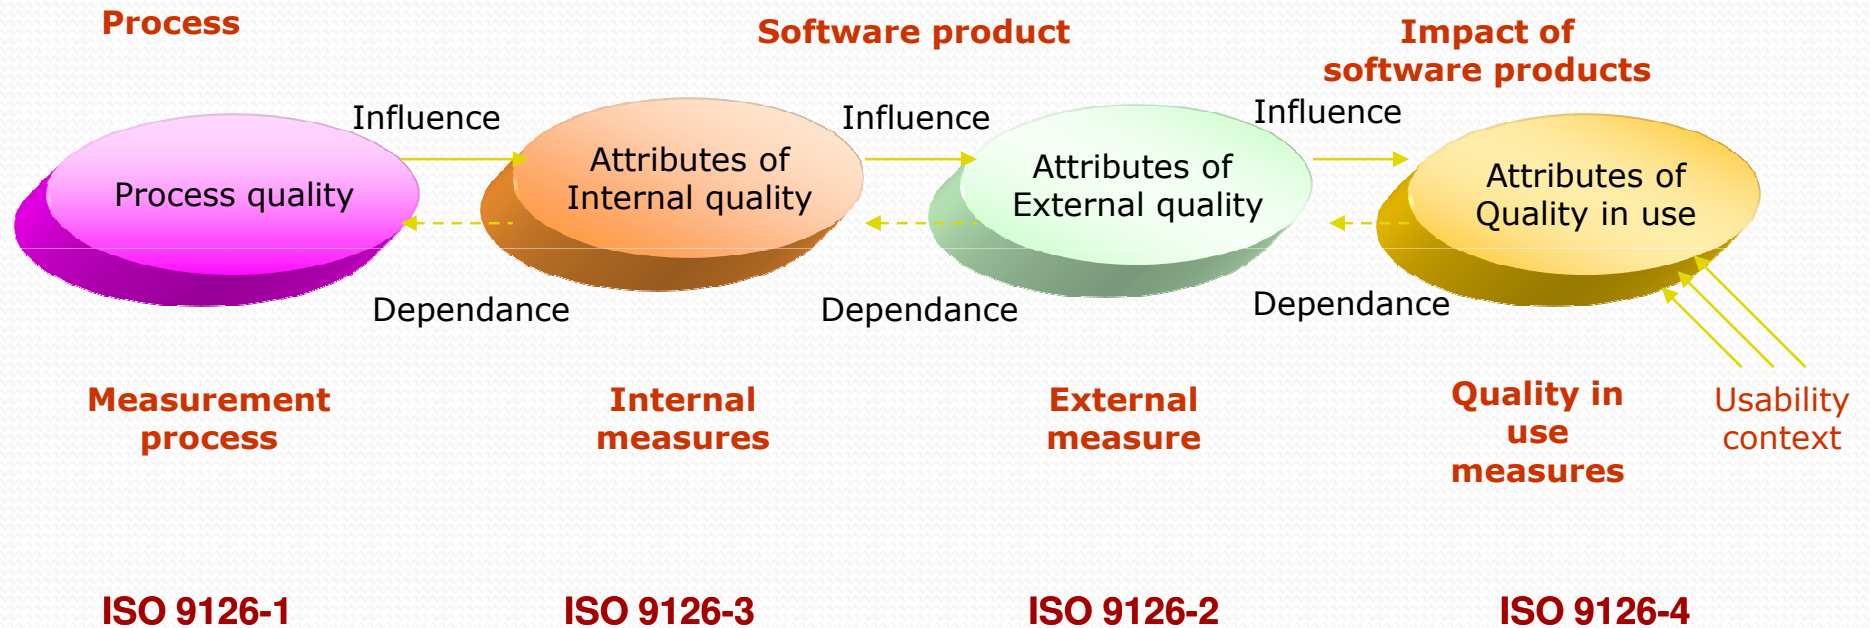 Process
Software product
Impact of
software products
Influence
Influence
Influence
Process quality
Attributes of
Internal quality
Attributes of
External quality
Attributes of
Quality in use
Dependance
Dependance
Dependance
Measurement
process
Internal
measures
External
measure
Quality in
use
measures
Usability
context
ISO 9126-1
ISO 9126-3
ISO 9126-2
ISO 9126-4